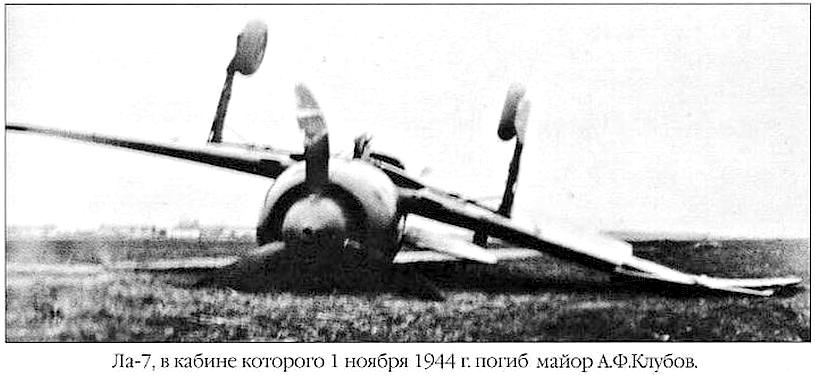 Ла-7, в кабине которого 1 ноября 1944 г. погиб майор А.Ф.Клубов.